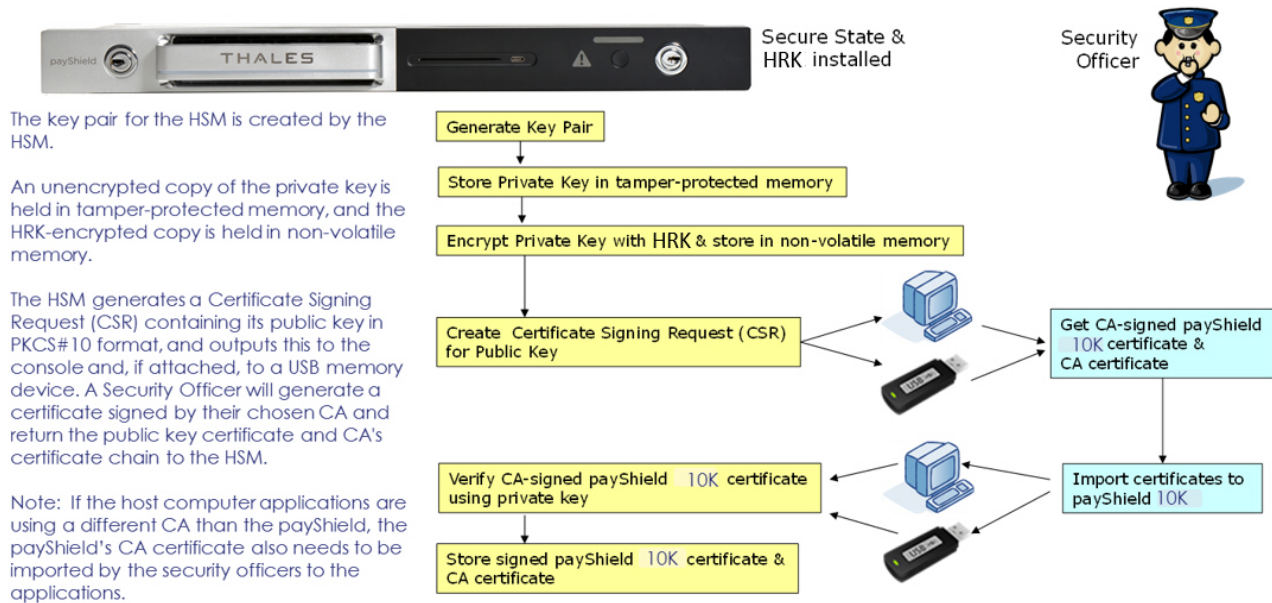 payShield
THALES
Secure State &
HRK installed
Security
Officer
The key pair for the HSM is created by the
HSM.
An unencrypted copy of the private key is
held in tamper-protected memory, and the
HRK-encrypted copy is held in non-volatile
memory.
The HSM generates a Certificate Signing
Request (CSR) containing its public key in
PKCS#10 format, and outputs this to the
console and, if attached, to a USB memory
device. A Security Officer will generate a
certificate signed by their chosen CA and
return the public key certificate and CA's
certificate chain to the HSM.
Note: If the host computer applications are
using a different CA than the payShield, the
payShield's CA certificate also needs to be
imported by the security officers to the
applications.
Generate Key Pair
Store Private Key in tamper-protected memory
Encrypt Private Key with HRK & store in non-volatile memory
Create Certificate Signing Request (CSR)
for Public Key
USB
Get CA-signed payShield
10K certificate &
CA certificate
Import certificates to
payShield 10K
USB
Verify CA-signed payShield 10K certificate
using private key
Store signed payShield 10K certificate &
CA certificate